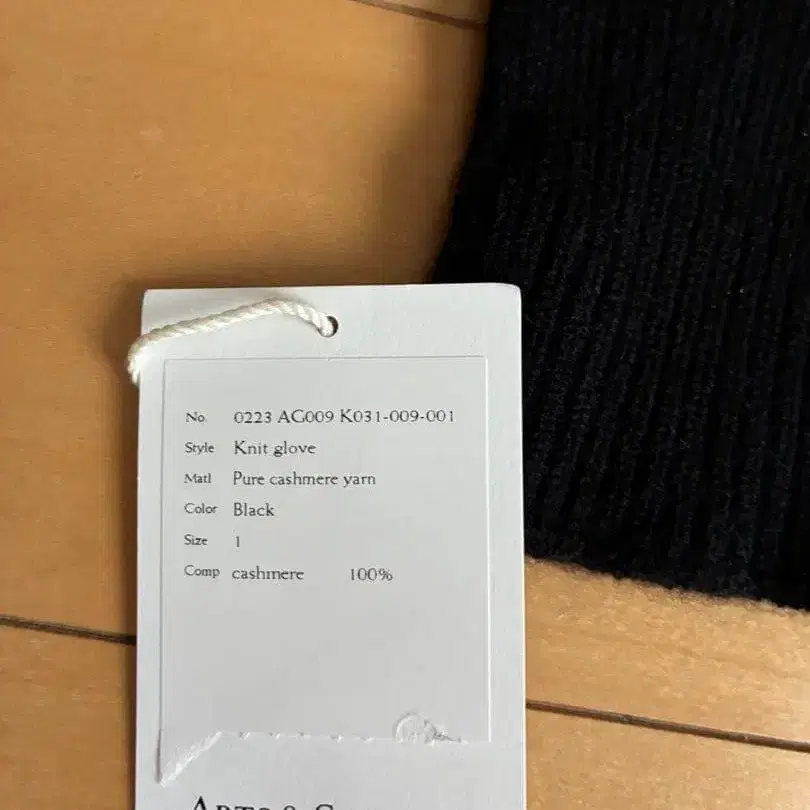 No. 0223 AG009 K031-009-001
Style Knit glove
Matl Pure cashmere yarn
Color Black
Size 1
Comp cashmere 100%
ARTS &